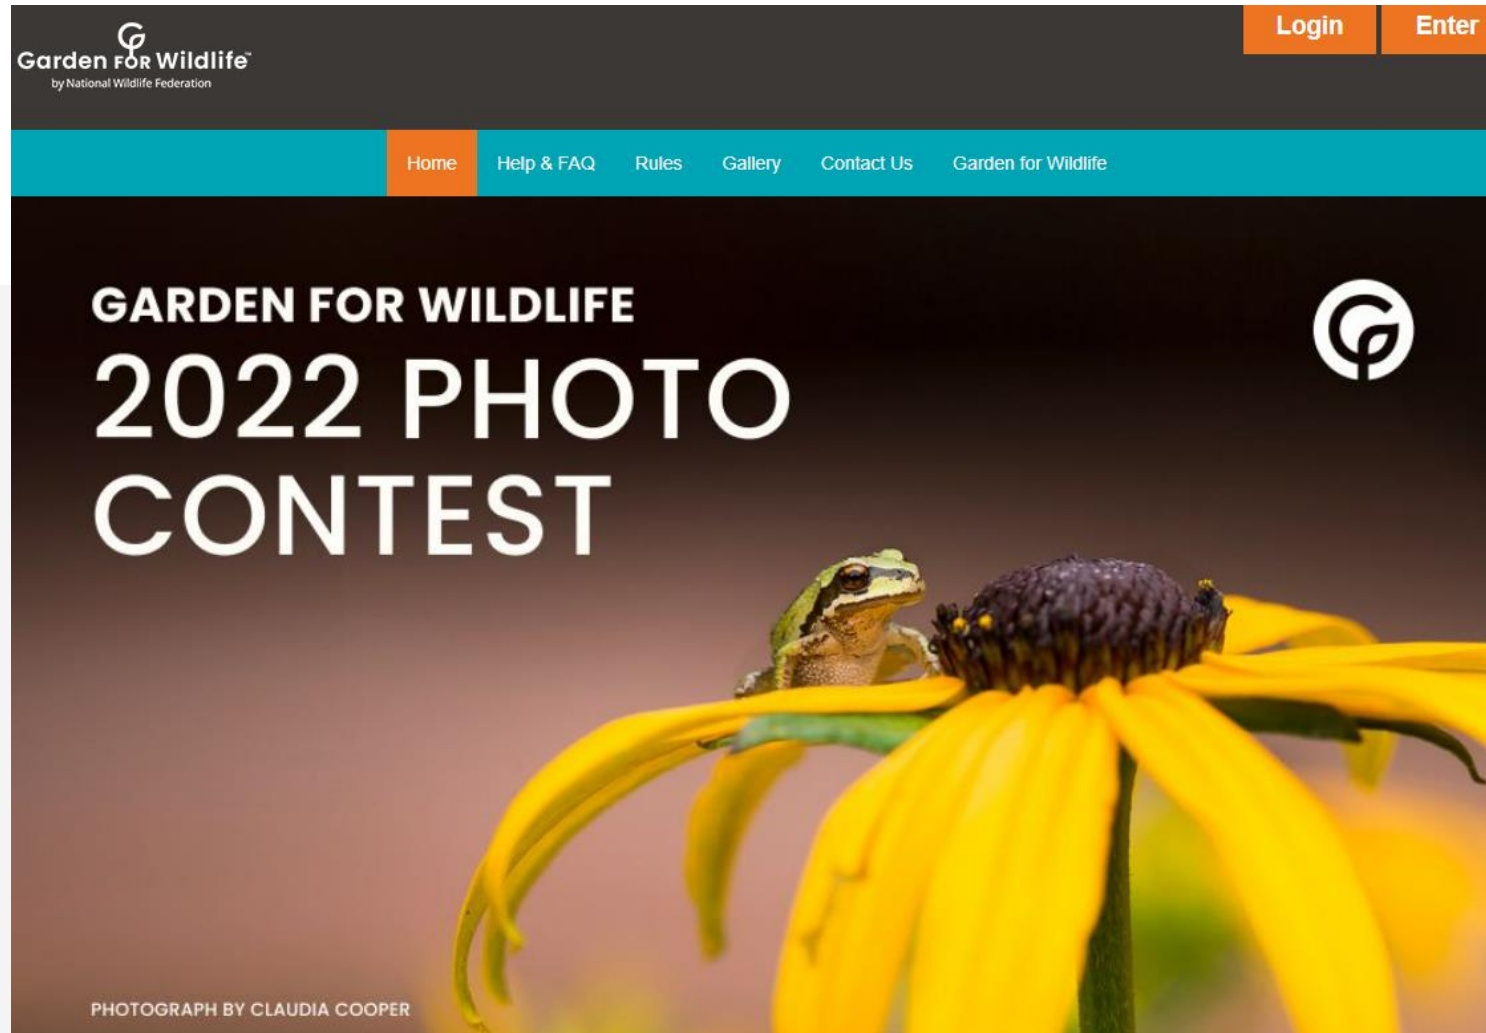 Garden FOR Wildlife™
by National Wildlife Federation
Login
Enter
Home
Help & FAQ
Rules
Gallery
Contact Us
Garden for Wildlife
GARDEN FOR WILDLIFE
2022 PHOTO
CONTEST
PHOTOGRAPH BY CLAUDIA COOPER